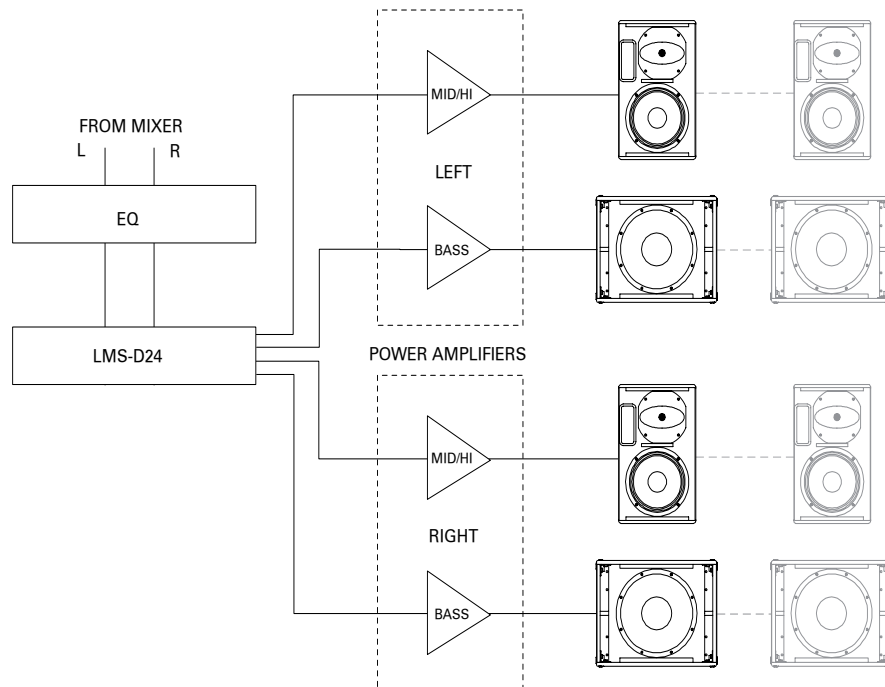 FROM MIXER
L R
EQ
LMS-D24
MID/HI
LEFT
BASS
POWER AMPLIFIERS
MID/HI
RIGHT
BASS